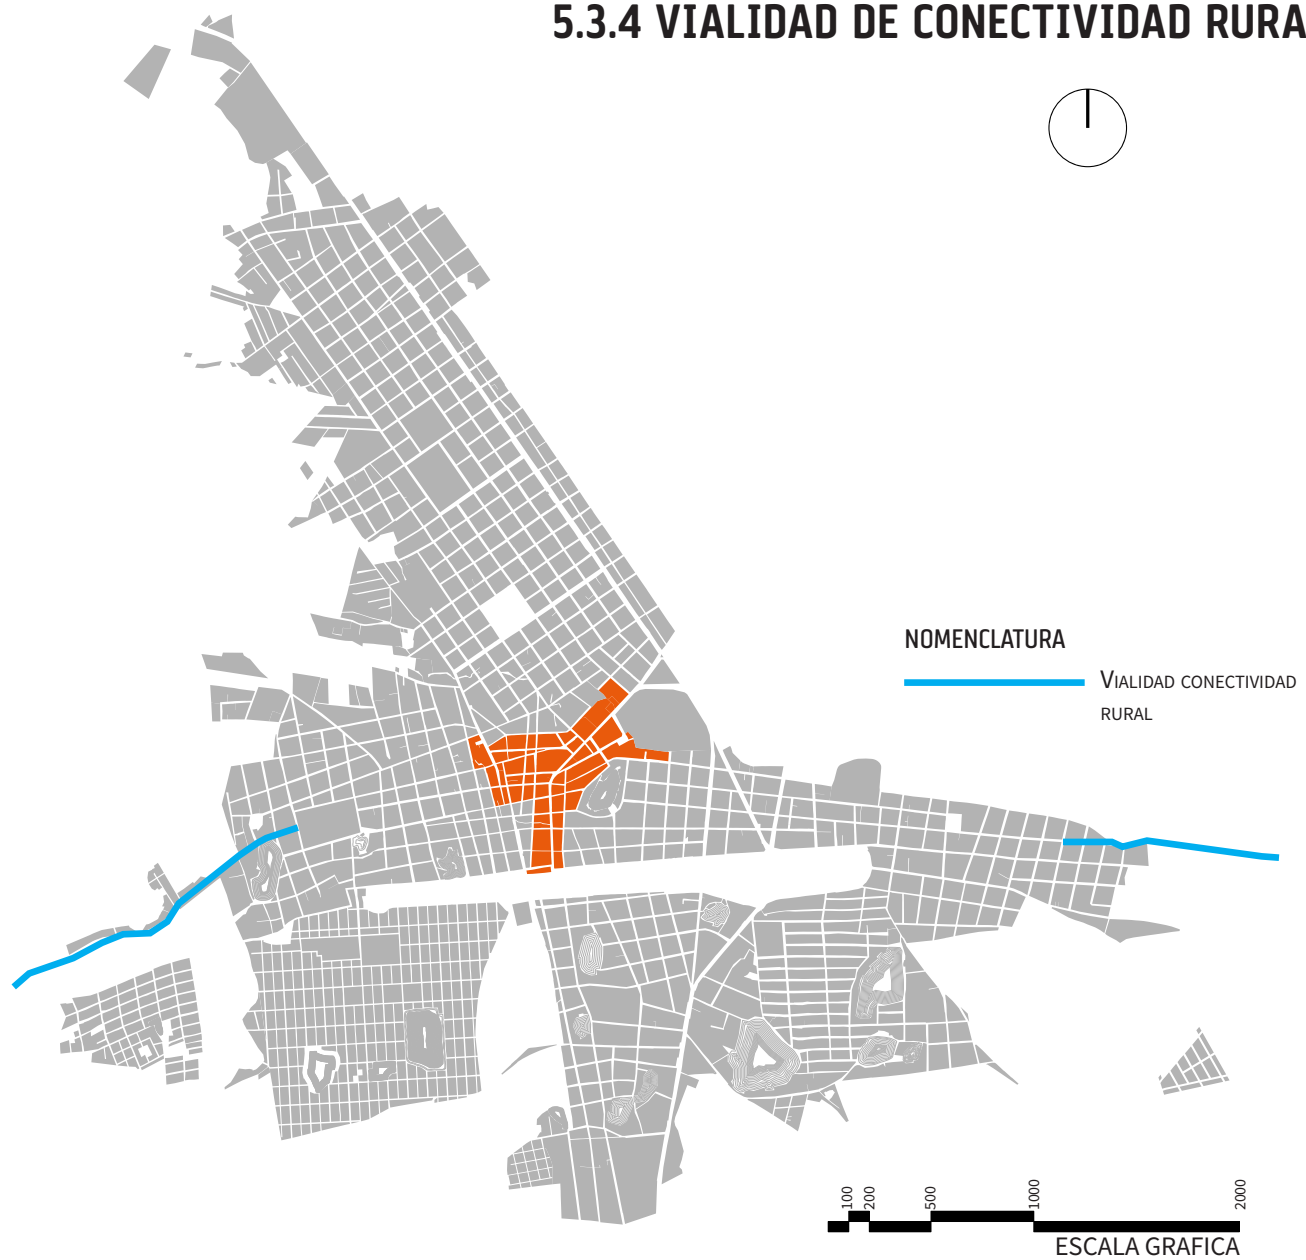 5.3.4 VIALIDAD DE CONECTIVIDAD RURA
NOMENCLATURA
VIALIDAD CONECTIVIDAD
RURAL
100 200 500 1000 2000
ESCALA GRAFICA